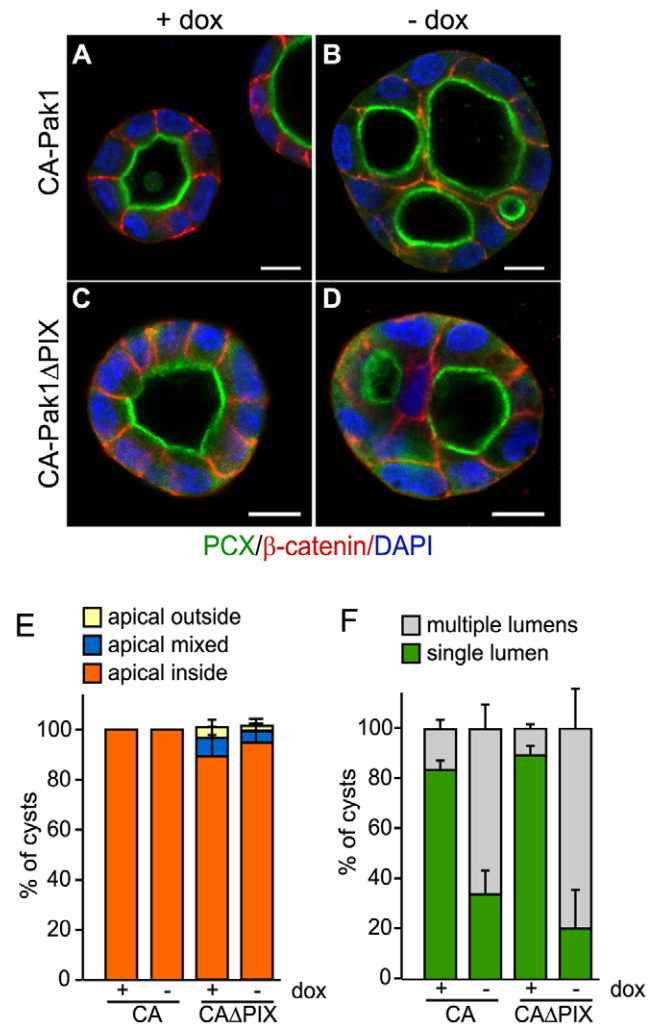 + dox - dox
A B
CA-Pak1
C D
CA-Pak1ΔPIX
PCX/β-catenin/DAPI
E
apical outside
apical mixed
apical inside
% of cysts
100
80
60
40
20
0
+ - + - dox
CA CAΔPIX
F
multiple lumens
single lumen
% of cysts
100
80
60
40
20
0
+ - + - dox
CA CAΔPIX